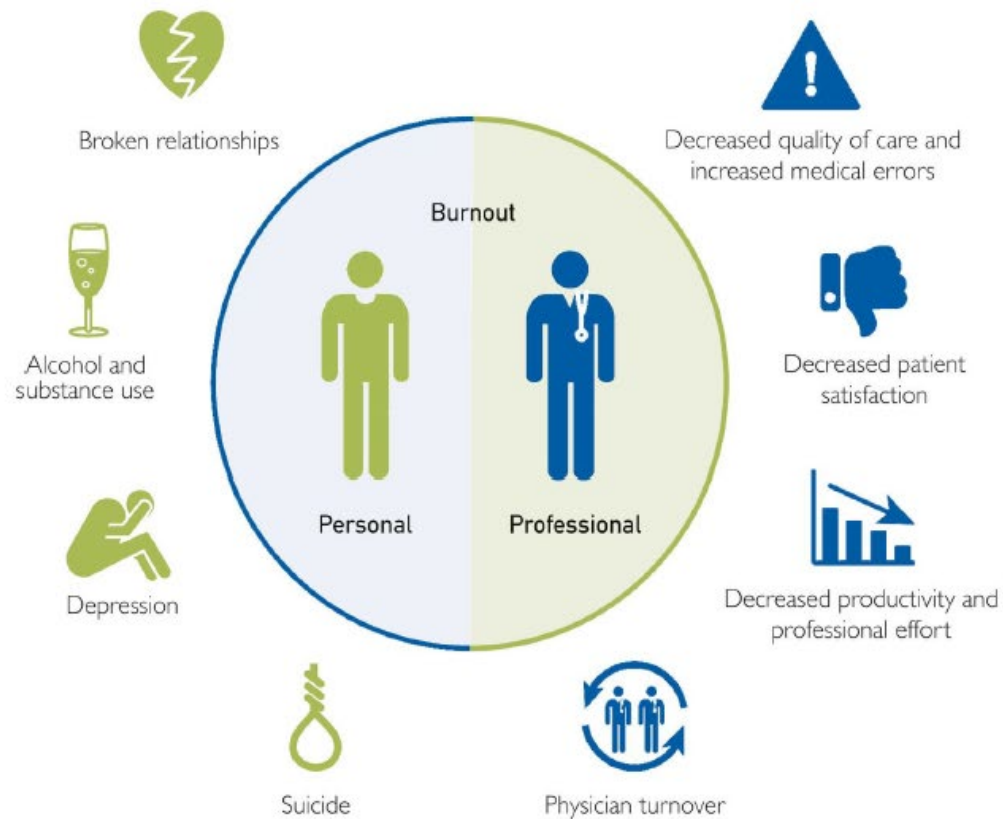 Broken relationships
Decreased quality of care and
increased medical errors
Burnout
Alcohol and
substance use
Decreased patient
satisfaction
Personal
Professional
Depression
Decreased productivity and
professional effort
Suicide
Physician turnover